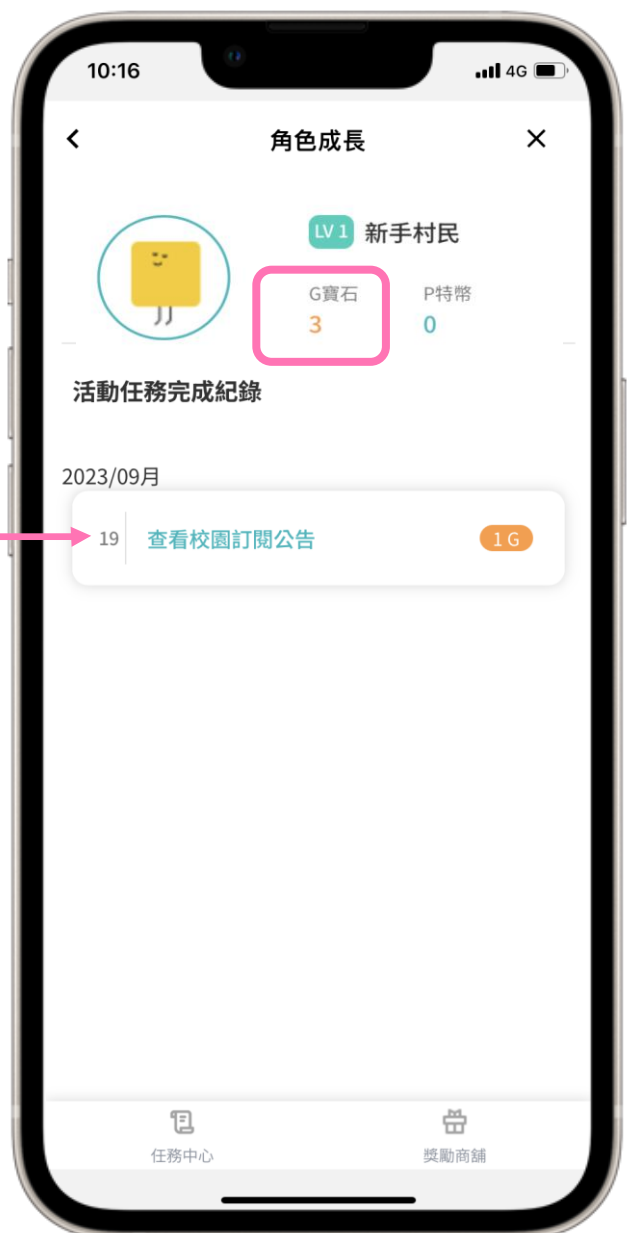 10:16
4G
角色成長
LV 1 新手村民
G寶石 P特幣
3 0
活動任務完成紀錄
2023/09月
19 查看校園訂閱公告 1 G
任務中心 獎勵商舖